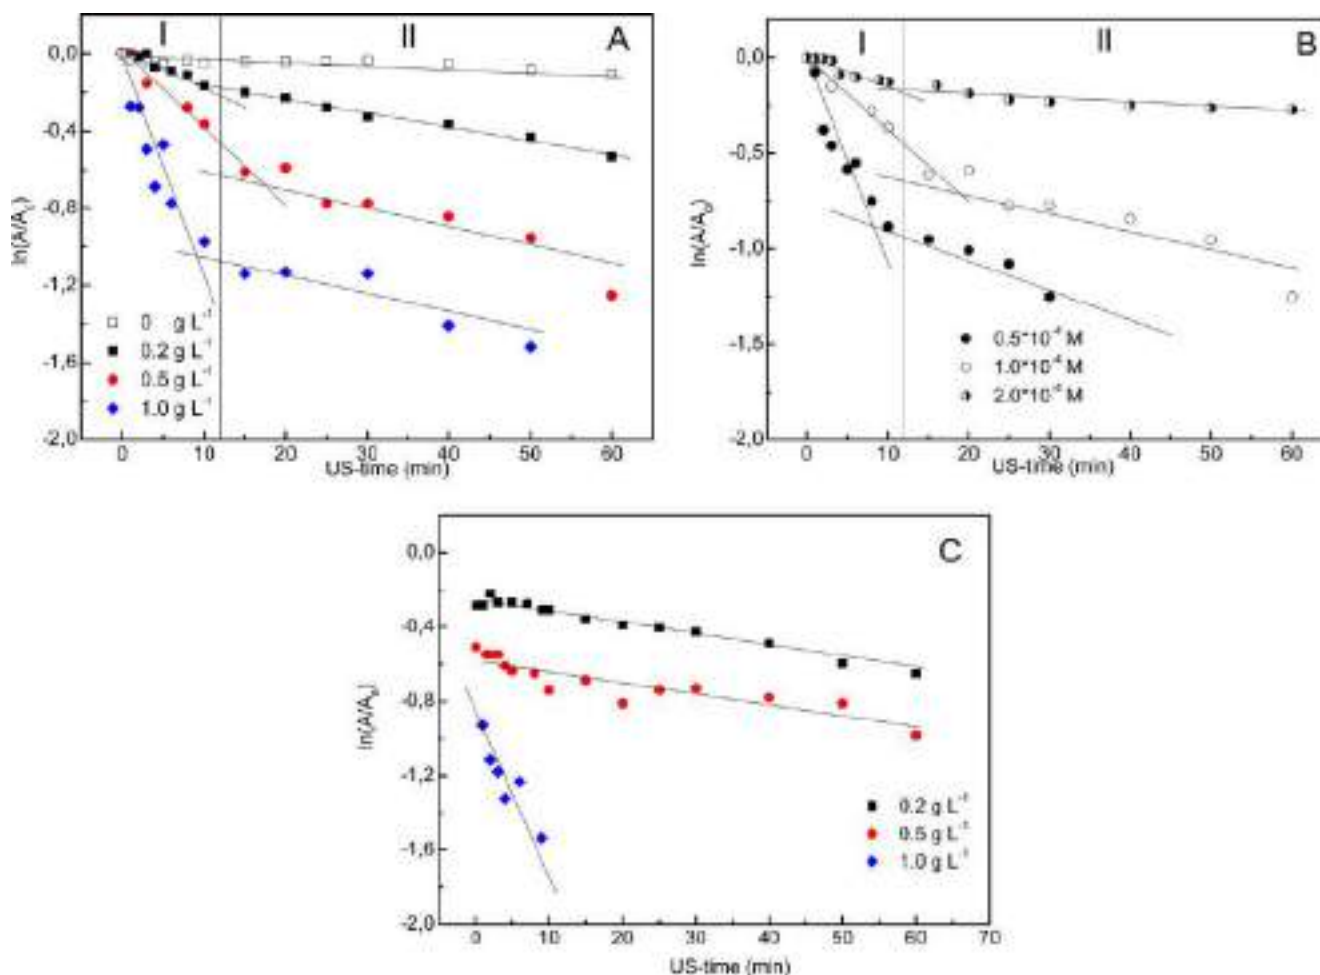 I II A
0,0
-0,4
-0,8
-1,2
-1,6
-2,0
ln(A/A₀)
0 g L⁻¹
0.2 g L⁻¹
0.5 g L⁻¹
1.0 g L⁻¹
0 10 20 30 40 50 60
US-time (min)
I II B
0,0
-0,5
-1,0
-1,5
-2,0
ln(A/A₀)
0.5*10
M
1.0*10
M
2.0*10
M
0 10 20 30 40 50 60
US-time (min)
C
0,0
-0,4
-0,8
-1,2
-1,6
-2,0
ln(A/A₀)
0.2 g L⁻¹
0.5 g L⁻¹
1.0 g L⁻¹
0 10 20 30 40 50 60 70
US-time (min)